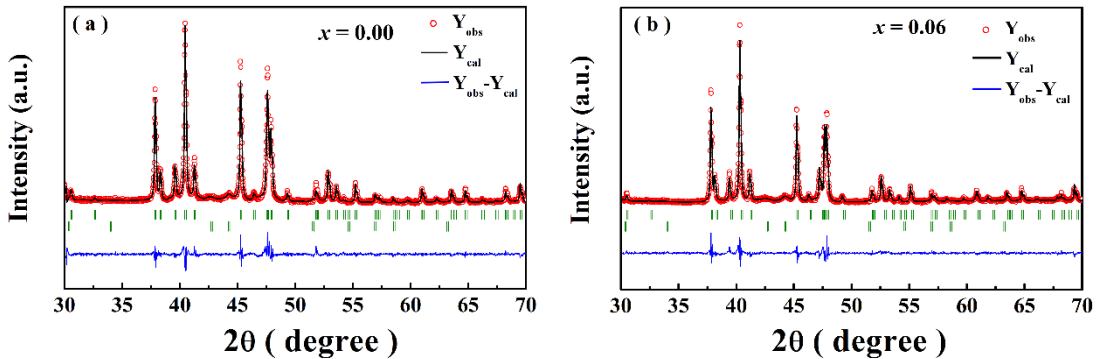 ( a )
x = 0.00
Yobs
Ycal
Yobs-Ycal
Intensity (a.u.)
30 35 40 45 50 55 60 65 70
2θ ( degree )
( b )
x = 0.06
Yobs
Ycal
Yobs-Ycal
Intensity (a.u.)
30 35 40 45 50 55 60 65 70
2θ ( degree )